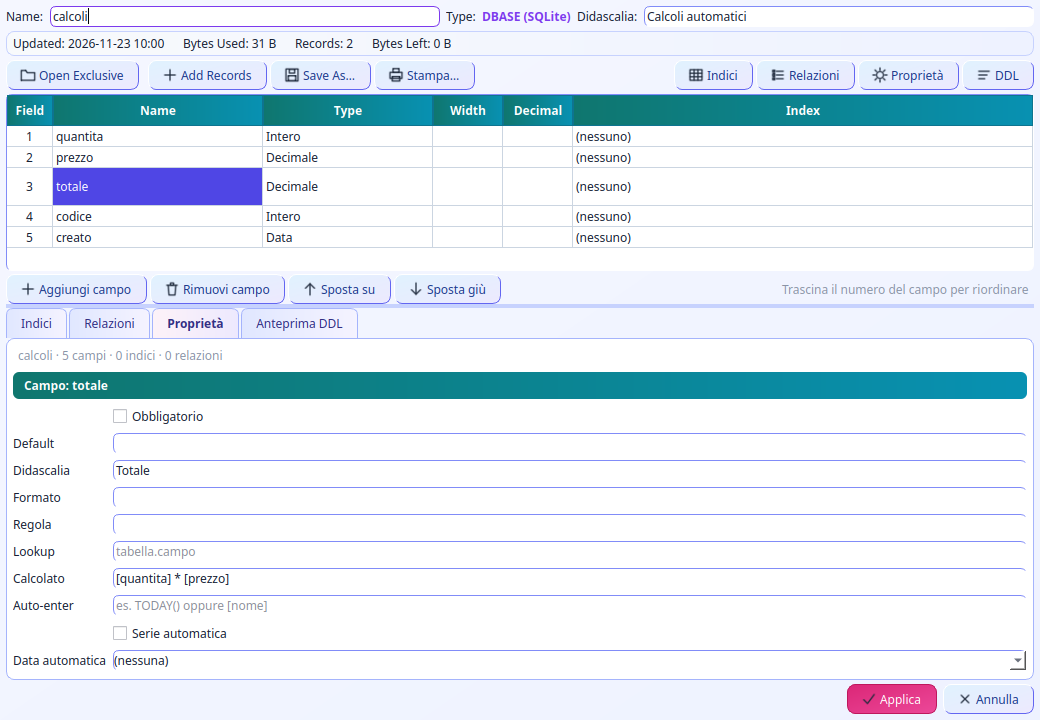 Name: calcoli Type: DBASE (SQLite) Didascalia: Calcoli automatici
Updated: 2026-11-23 10:00 Bytes Used: 31 B Records: 2 Bytes Left: 0 B
Open Exclusive Add Records Save As... Stampa... Indici Relazioni Proprietà DDL
Field Name Type Width Decimal Index
1 quantita Intero (nessuno)
2 prezzo Decimale (nessuno)
3 totale Decimale (nessuno)
4 codice Intero (nessuno)
5 creato Data (nessuno)
Aggiungi campo Rimuovi campo Sposta su Sposta giù Trascina il numero del campo per riordinare
Indici Relazioni Proprietà Anteprima DDL
calcoli · 5 campi · 0 indici · 0 relazioni
Campo: totale
Obbligatorio
Default
Didascalia Totale
Formato
Regola
Lookup tabella.campo
Calcolato [quantita] * [prezzo]
Auto-enter es. TODAY() oppure [nome]
Serie automatica
Data automatica (nessuna)
Applica Annulla